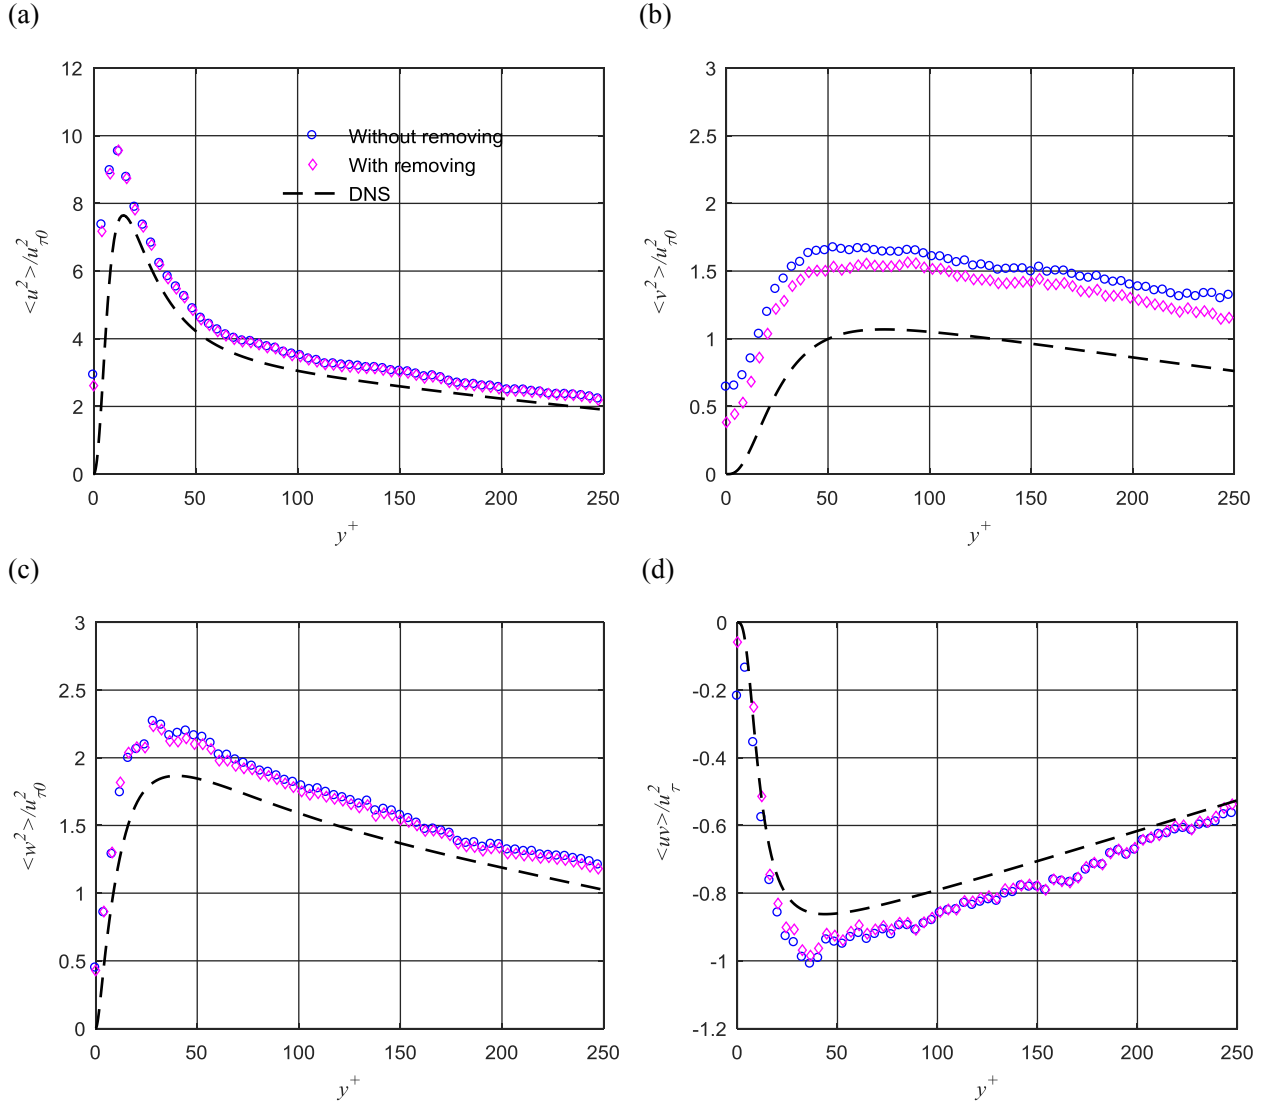 (a)
12
10
8
6
4
2
0
<u²>/u²τ0
Without removing
With removing
DNS
0 50 100 150 200 250
y⁺
(b)
3
2.5
2
1.5
1
0.5
0
<v²>/u²τ0
0 50 100 150 200 250
y⁺
(c)
3
2.5
2
1.5
1
0.5
0
<w²>/u²τ0
0 50 100 150 200 250
y⁺
(d)
0
-0.2
-0.4
-0.6
-0.8
-1
-1.2
<uv>/u²τ
0 50 100 150 200 250
y⁺